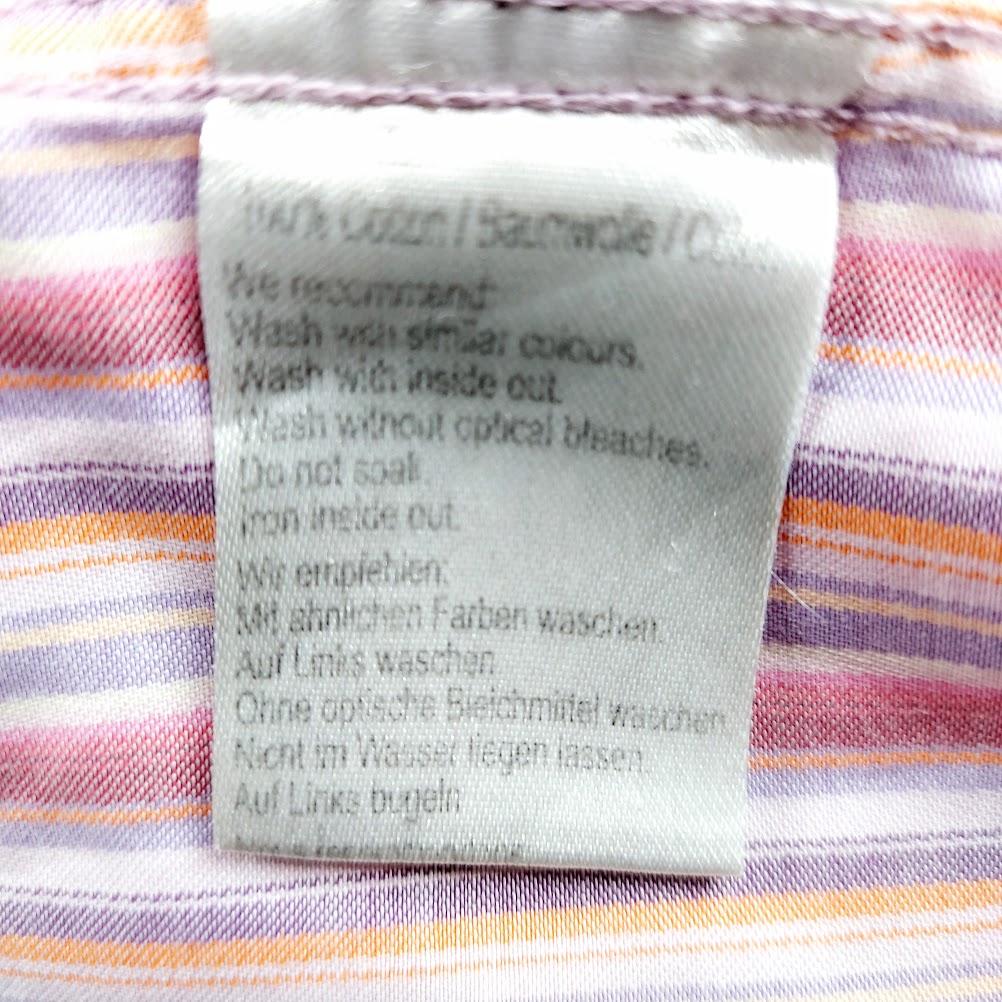 100% Cotton / Baumwolle /
We recommend:
Wash with similar colours.
Wash with inside out.
Wash without optical bleaches.
Do not soak.
Iron inside out.
Wir empfehlen:
Mit ähnlichen Farben waschen.
Auf Links waschen
Ohne optische Bleichmittel waschen
Nicht im Wasser liegen lassen.
Auf Links bügeln